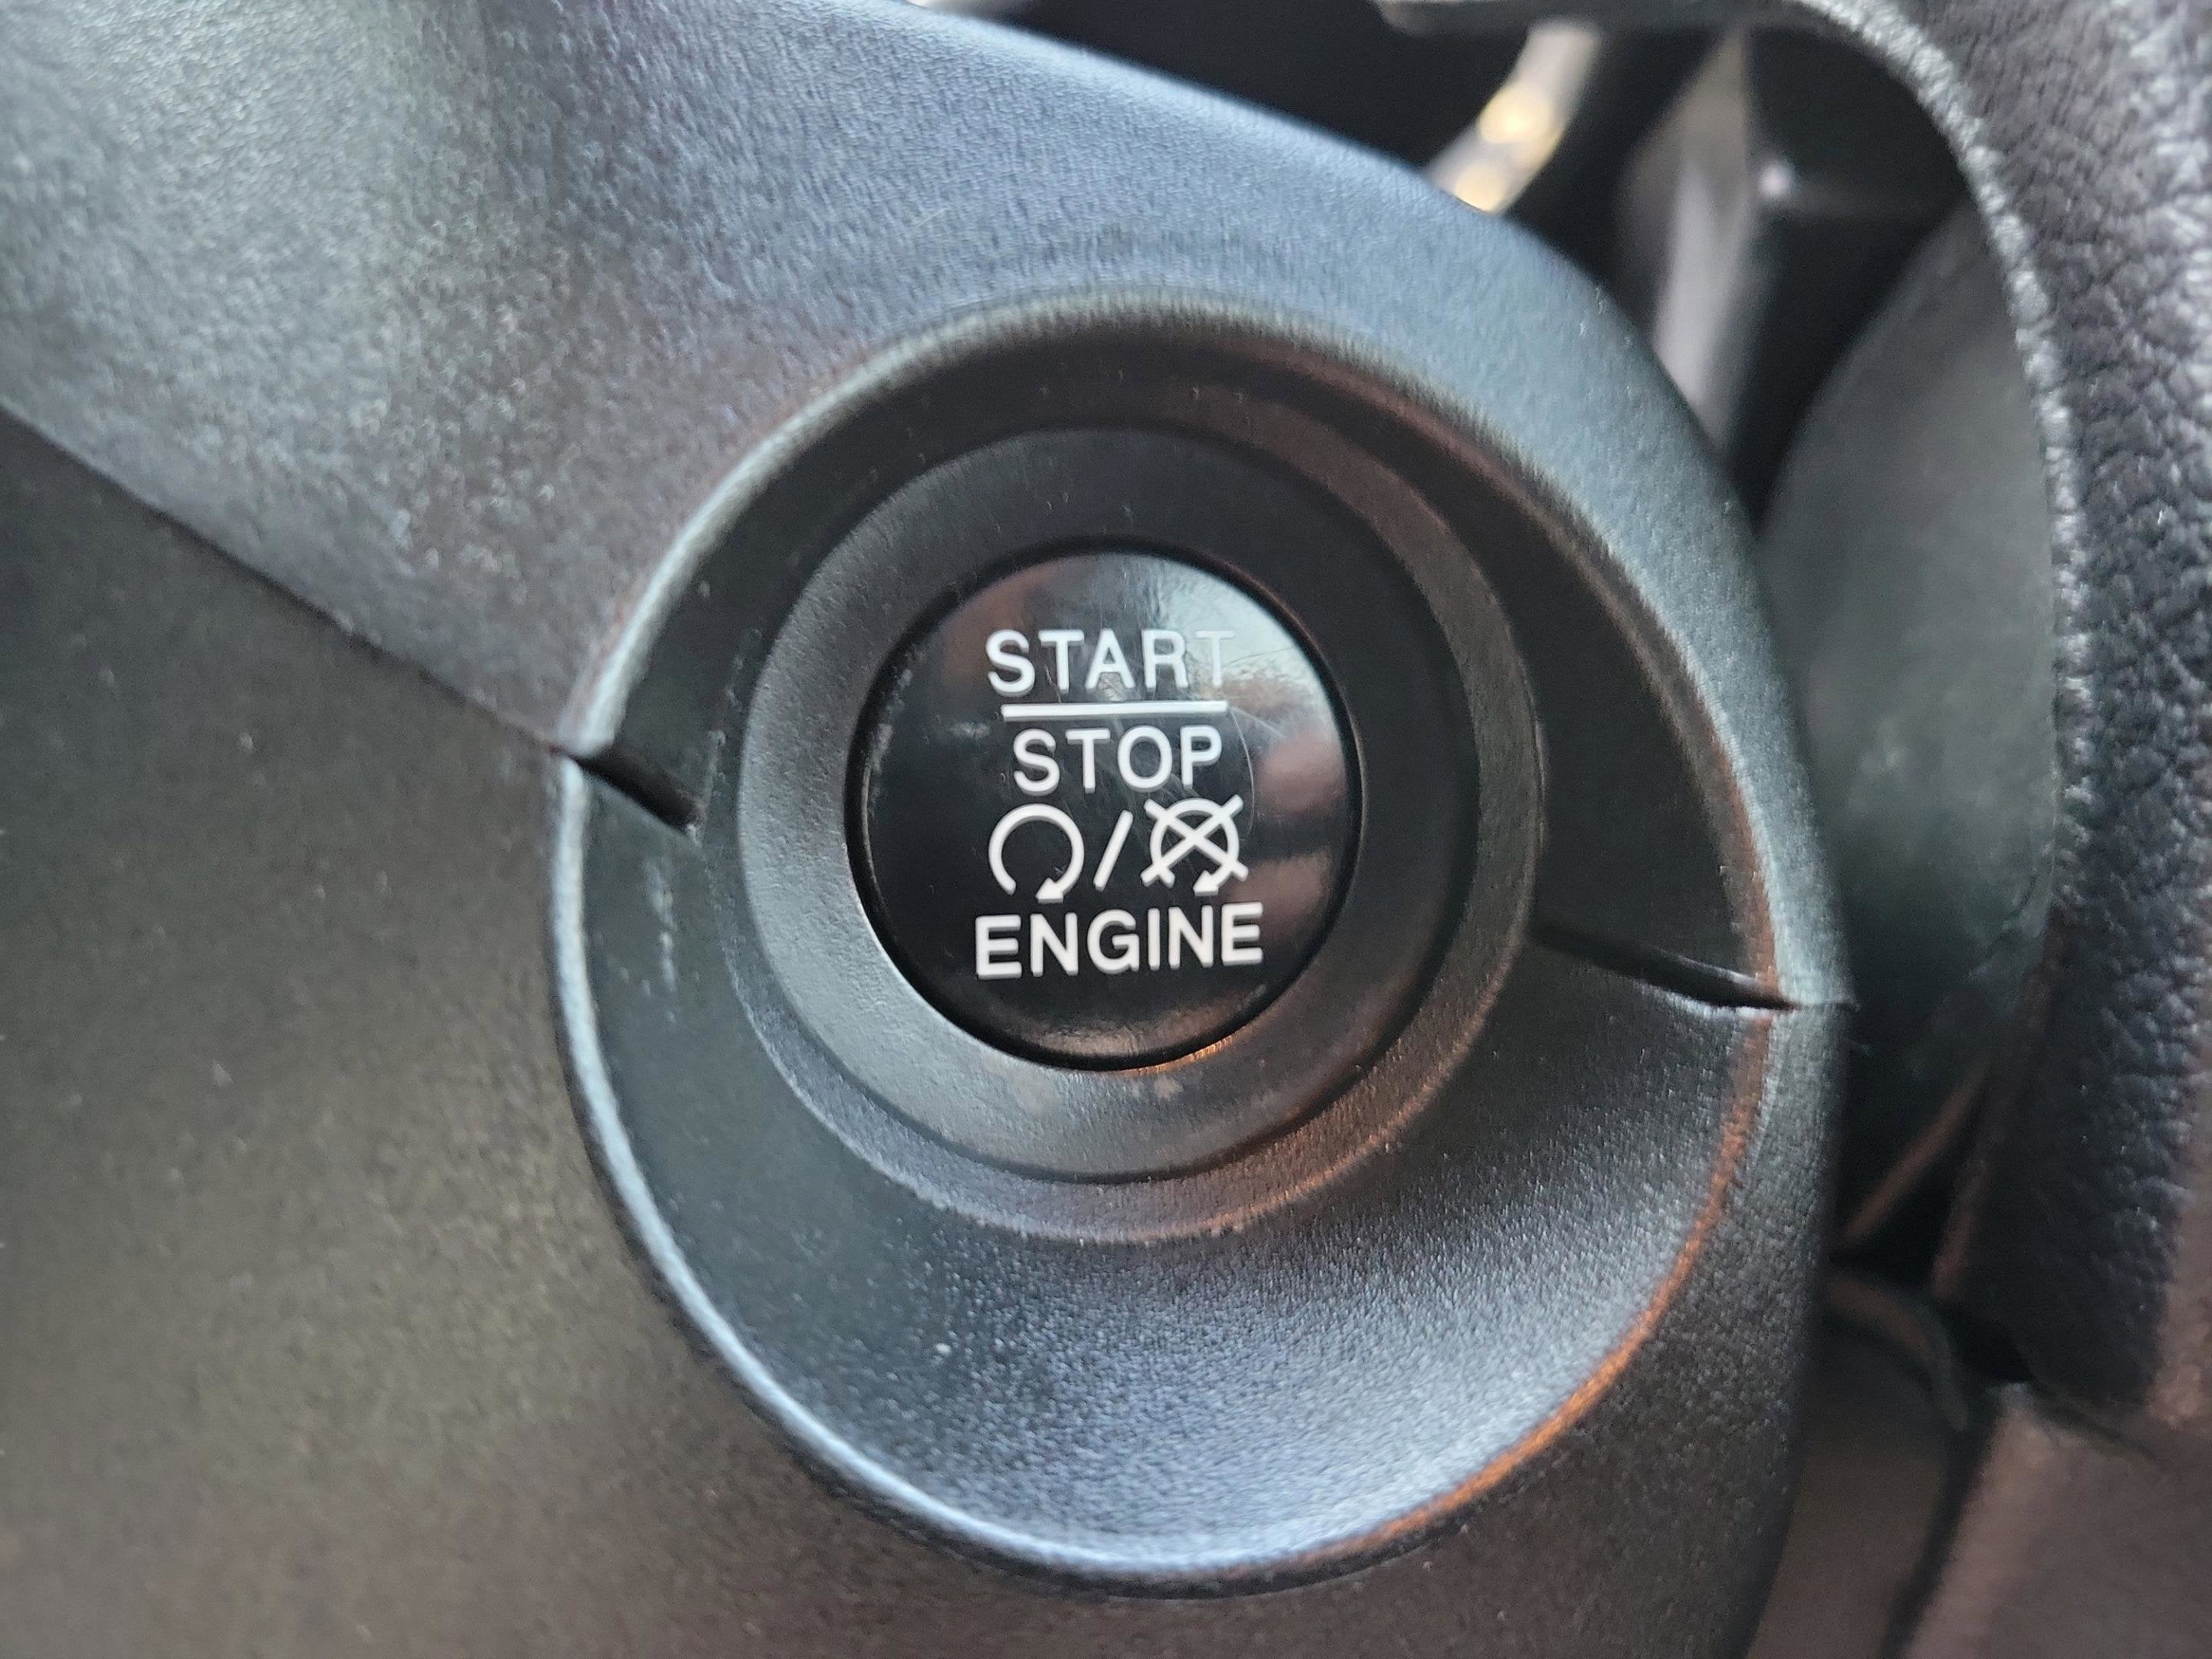 START
STOP
/
ENGINE